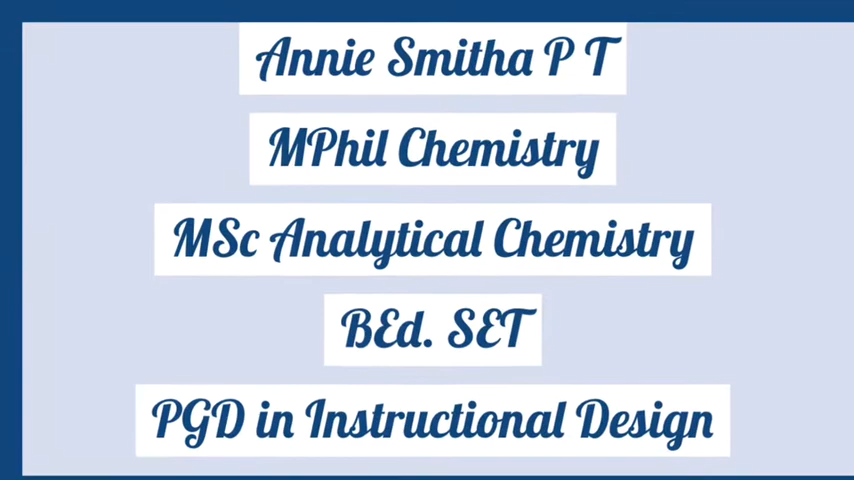 Annie Smitha P T
MPhil Chemistry
MSc Analytical Chemistry
BEd. SET
PGD in Instructional Design